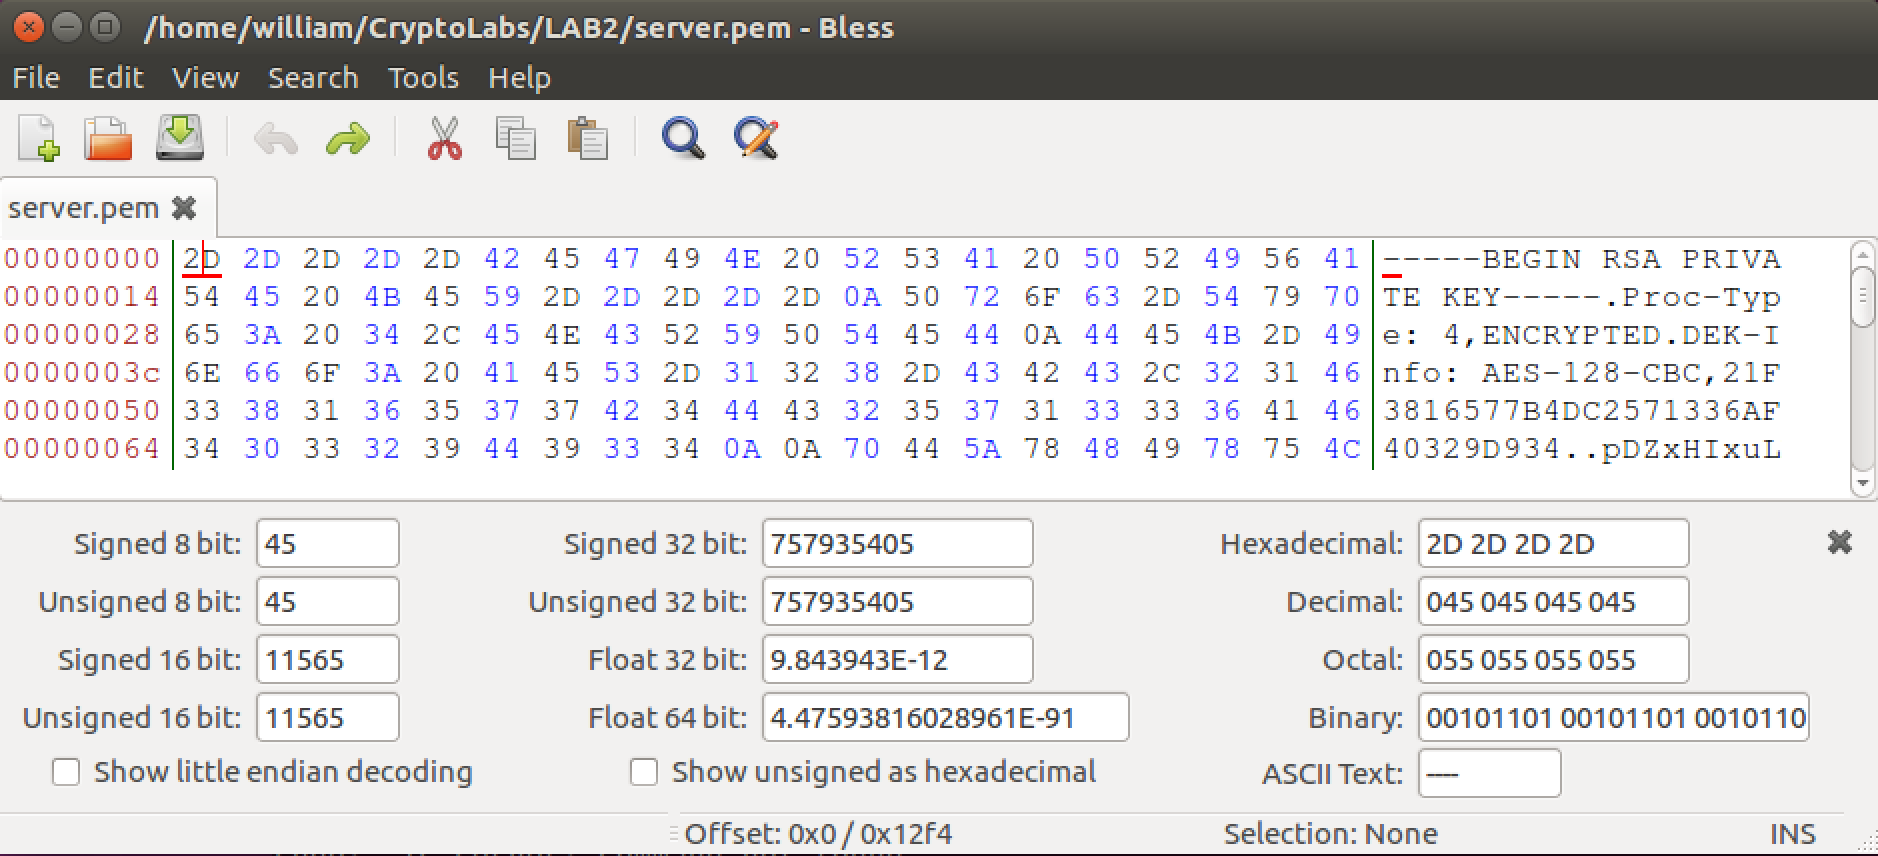 /home/william/CryptoLabs/LAB2/server.pem - Bless
File Edit View Search Tools Help
server.pem
00000000 2D 2D 2D 2D 2D 42 45 47 49 4E 20 52 53 41 20 50 52 49 56 41 -----BEGIN RSA PRIVA
00000014 54 45 20 4B 45 59 2D 2D 2D 2D 2D 0A 50 72 6F 63 2D 54 79 70 TE KEY-----.Proc-Typ
00000028 65 3A 20 34 2C 45 4E 43 52 59 50 54 45 44 0A 44 45 4B 2D 49 e: 4,ENCRYPTED.DEK-I
0000003c 6E 66 6F 3A 20 41 45 53 2D 31 32 38 2D 43 42 43 2C 32 31 46 nfo: AES-128-CBC,21F
00000050 33 38 31 36 35 37 37 42 34 44 43 32 35 37 31 33 33 36 41 46 3816577B4DC2571336AF
00000064 34 30 33 32 39 44 39 33 34 0A 0A 70 44 5A 78 48 49 78 75 4C 40329D934..pDZxHIxuL
Signed 8 bit: 45 Signed 32 bit: 757935405 Hexadecimal: 2D 2D 2D 2D
Unsigned 8 bit: 45 Unsigned 32 bit: 757935405 Decimal: 045 045 045 045
Signed 16 bit: 11565 Float 32 bit: 9.843943E-12 Octal: 055 055 055 055
Unsigned 16 bit: 11565 Float 64 bit: 4.47593816028961E-91 Binary: 00101101 00101101 0010110
Show little endian decoding Show unsigned as hexadecimal ASCII Text: ----
Offset: 0x0 / 0x12f4 Selection: None INS